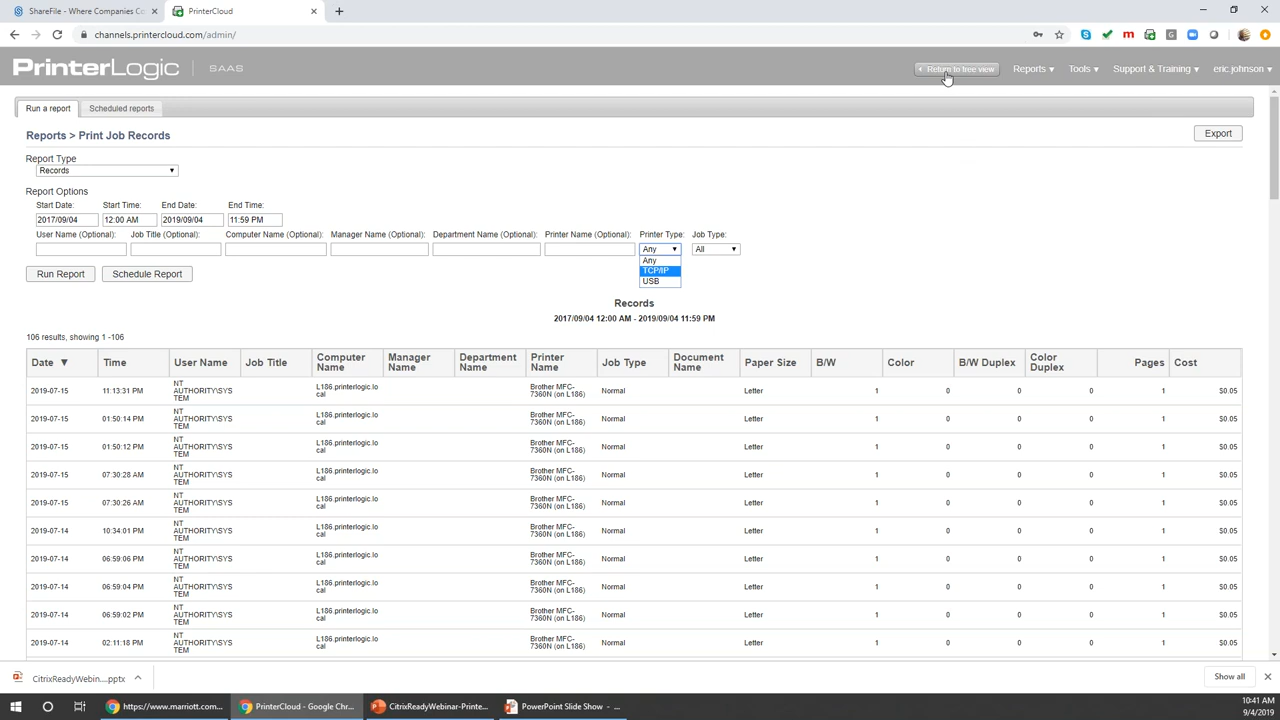 ShareFile - Where Companies Co
PrinterCloud
channels.printercloud.com/admin/
PrinterLogic SAAS
Return to tree view
Reports
Tools
Support & Training
eric johnson
Run a report
Scheduled reports
Reports > Print Job Records
Export
Report Type
Records
Report Options
Start Date: Start Time: End Date: End Time:
2017/09/04 12:00 AM 2019/09/04 11:59 PM
User Name (Optional): Job Title (Optional): Computer Name (Optional): Manager Name (Optional): Department Name (Optional): Printer Name (Optional): Printer Type: Job Type:
Any All
Any
TCP/IP
USB
Run Report
Schedule Report
Records
2017/09/04 12:00 AM - 2019/09/04 11:59 PM
106 results, showing 1 -106
Date ▼ Time User Name Job Title Computer Name Manager Name Department Name Printer Name Job Type Document Name Paper Size B/W Color B/W Duplex Color Duplex Pages Cost
2019-07-15 11:13:31 PM NT AUTHORITY\SYSTEM L186.printerlogic.local Brother MFC-7360N (on L186) Normal Letter 1 0 0 0 1 $0.05
2019-07-15 01:50:14 PM NT AUTHORITY\SYSTEM L186.printerlogic.local Brother MFC-7360N (on L186) Normal Letter 1 0 0 0 1 $0.05
2019-07-15 01:50:12 PM NT AUTHORITY\SYSTEM L186.printerlogic.local Brother MFC-7360N (on L186) Normal Letter 1 0 0 0 1 $0.05
2019-07-15 07:30:28 AM NT AUTHORITY\SYSTEM L186.printerlogic.local Brother MFC-7360N (on L186) Normal Letter 1 0 0 0 1 $0.05
2019-07-15 07:30:26 AM NT AUTHORITY\SYSTEM L186.printerlogic.local Brother MFC-7360N (on L186) Normal Letter 1 0 0 0 1 $0.05
2019-07-14 10:34:01 PM NT AUTHORITY\SYSTEM L186.printerlogic.local Brother MFC-7360N (on L186) Normal Letter 1 0 0 0 1 $0.05
2019-07-14 06:59:06 PM NT AUTHORITY\SYSTEM L186.printerlogic.local Brother MFC-7360N (on L186) Normal Letter 1 0 0 0 1 $0.05
2019-07-14 06:59:04 PM NT AUTHORITY\SYSTEM L186.printerlogic.local Brother MFC-7360N (on L186) Normal Letter 1 0 0 0 1 $0.05
2019-07-14 06:59:02 PM NT AUTHORITY\SYSTEM L186.printerlogic.local Brother MFC-7360N (on L186) Normal Letter 1 0 0 0 1 $0.05
2019-07-14 02:11:18 PM NT AUTHORITY\SYSTEM L186.printerlogic.local Brother MFC-7360N (on L186) Normal Letter 1 0 0 0 1 $0.05
CitrixReadyWebin....pptx
Show all
https://www.marriott.com...
PrinterCloud - Google Chr...
CitrixReadyWebinar-Printe...
PowerPoint Slide Show - ...
10:41 AM
9/4/2019